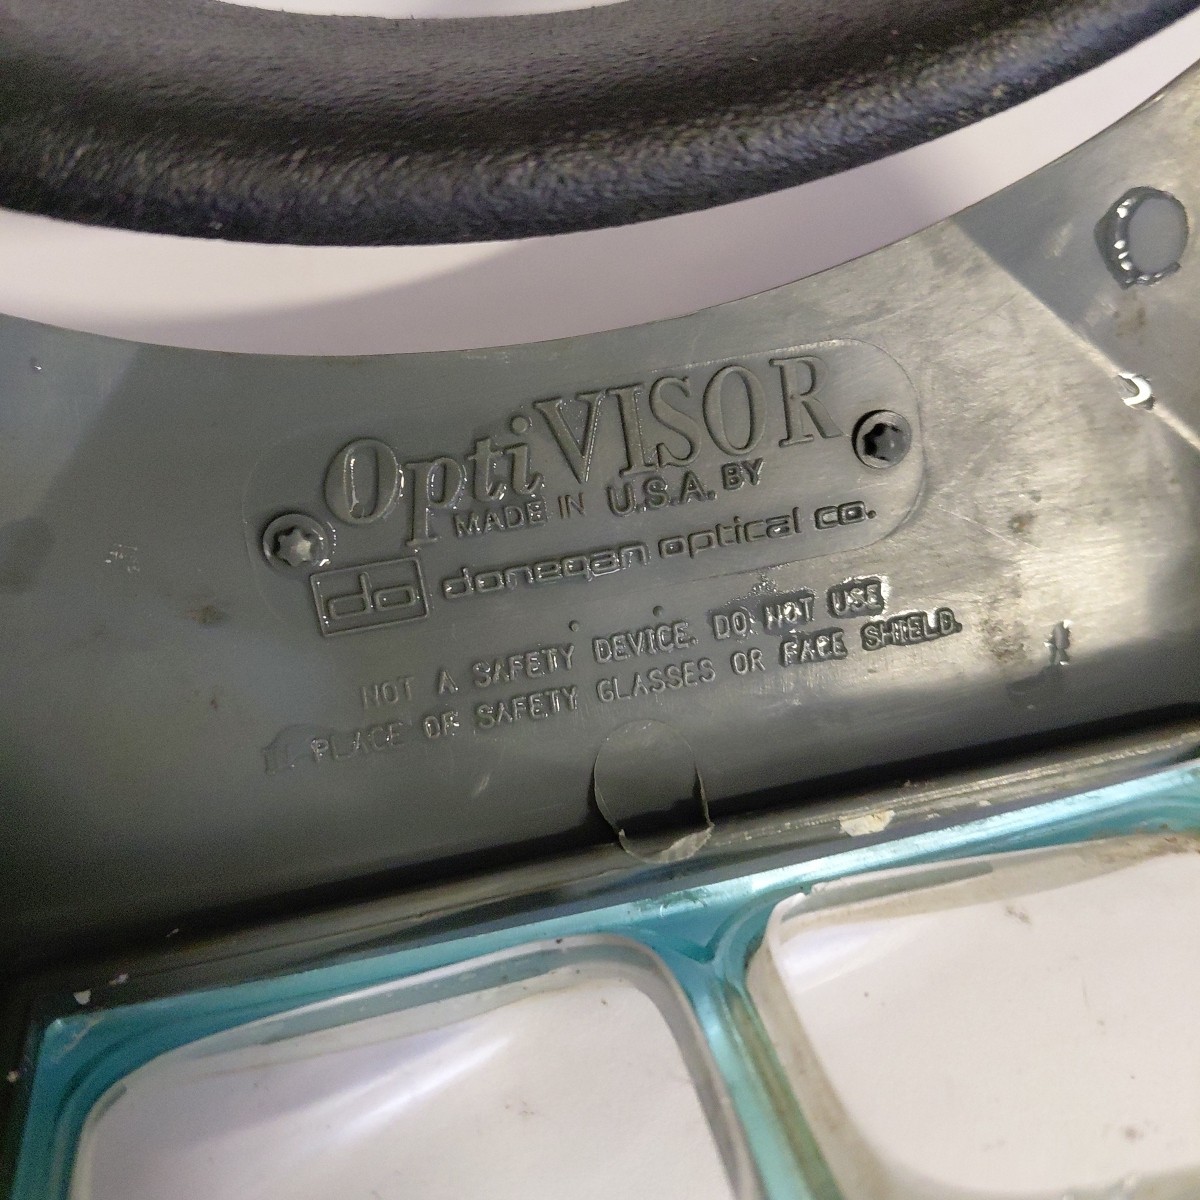 OptiVISOR
MADE IN U.S.A. BY
do donegan optical co.
NOT A SAFETY DEVICE. DO NOT USE
IN PLACE OF SAFETY GLASSES OR FACE SHIELD.